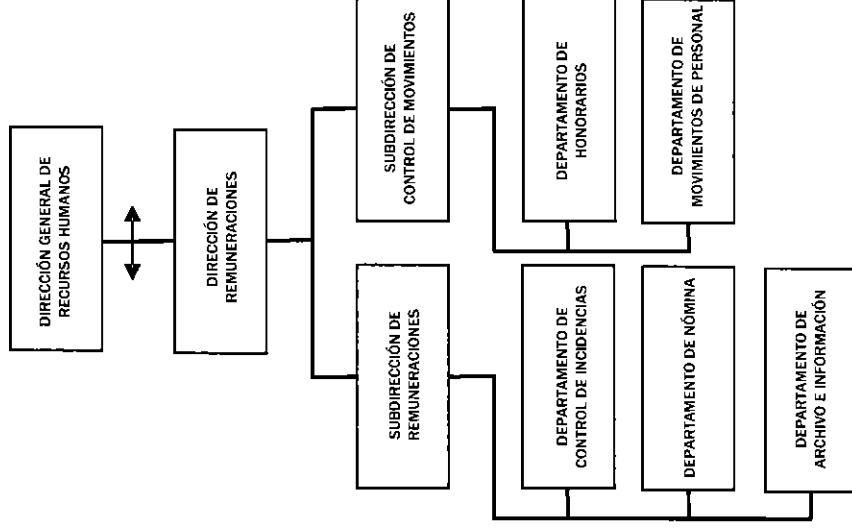 DIRECCIÓN GENERAL DE
RECURSOS HUMANOS
DIRECCIÓN DE
REMUNERACIONES
SUBDIRECCIÓN DE
REMUNERACIONES
SUBDIRECCIÓN DE
CONTROL DE MOVIMIENTOS
DEPARTAMENTO DE
CONTROL DE INCIDENCIAS
DEPARTAMENTO DE NÓMINA
DEPARTAMENTO DE
ARCHIVO E INFORMACIÓN
DEPARTAMENTO DE
HONORARIOS
DEPARTAMENTO DE
MOVIMIENTOS DE PERSONAL